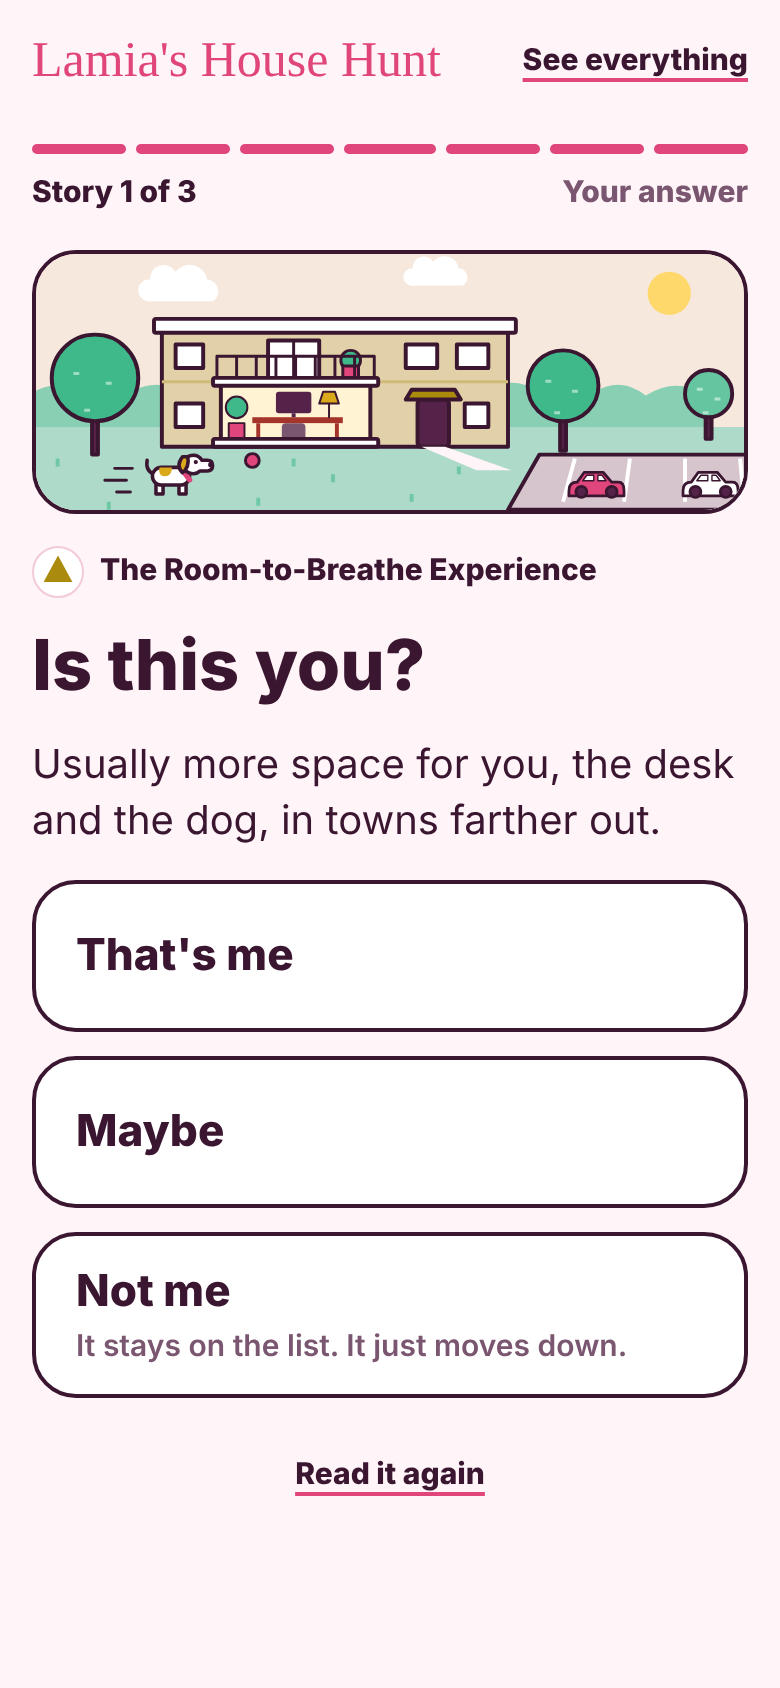 Lamia's House Hunt
See everything
Story 1 of 3
Your answer
The Room-to-Breathe Experience
Is this you?
Usually more space for you, the desk
and the dog, in towns farther out.
That's me
Maybe
Not me
It stays on the list. It just moves down.
Read it again